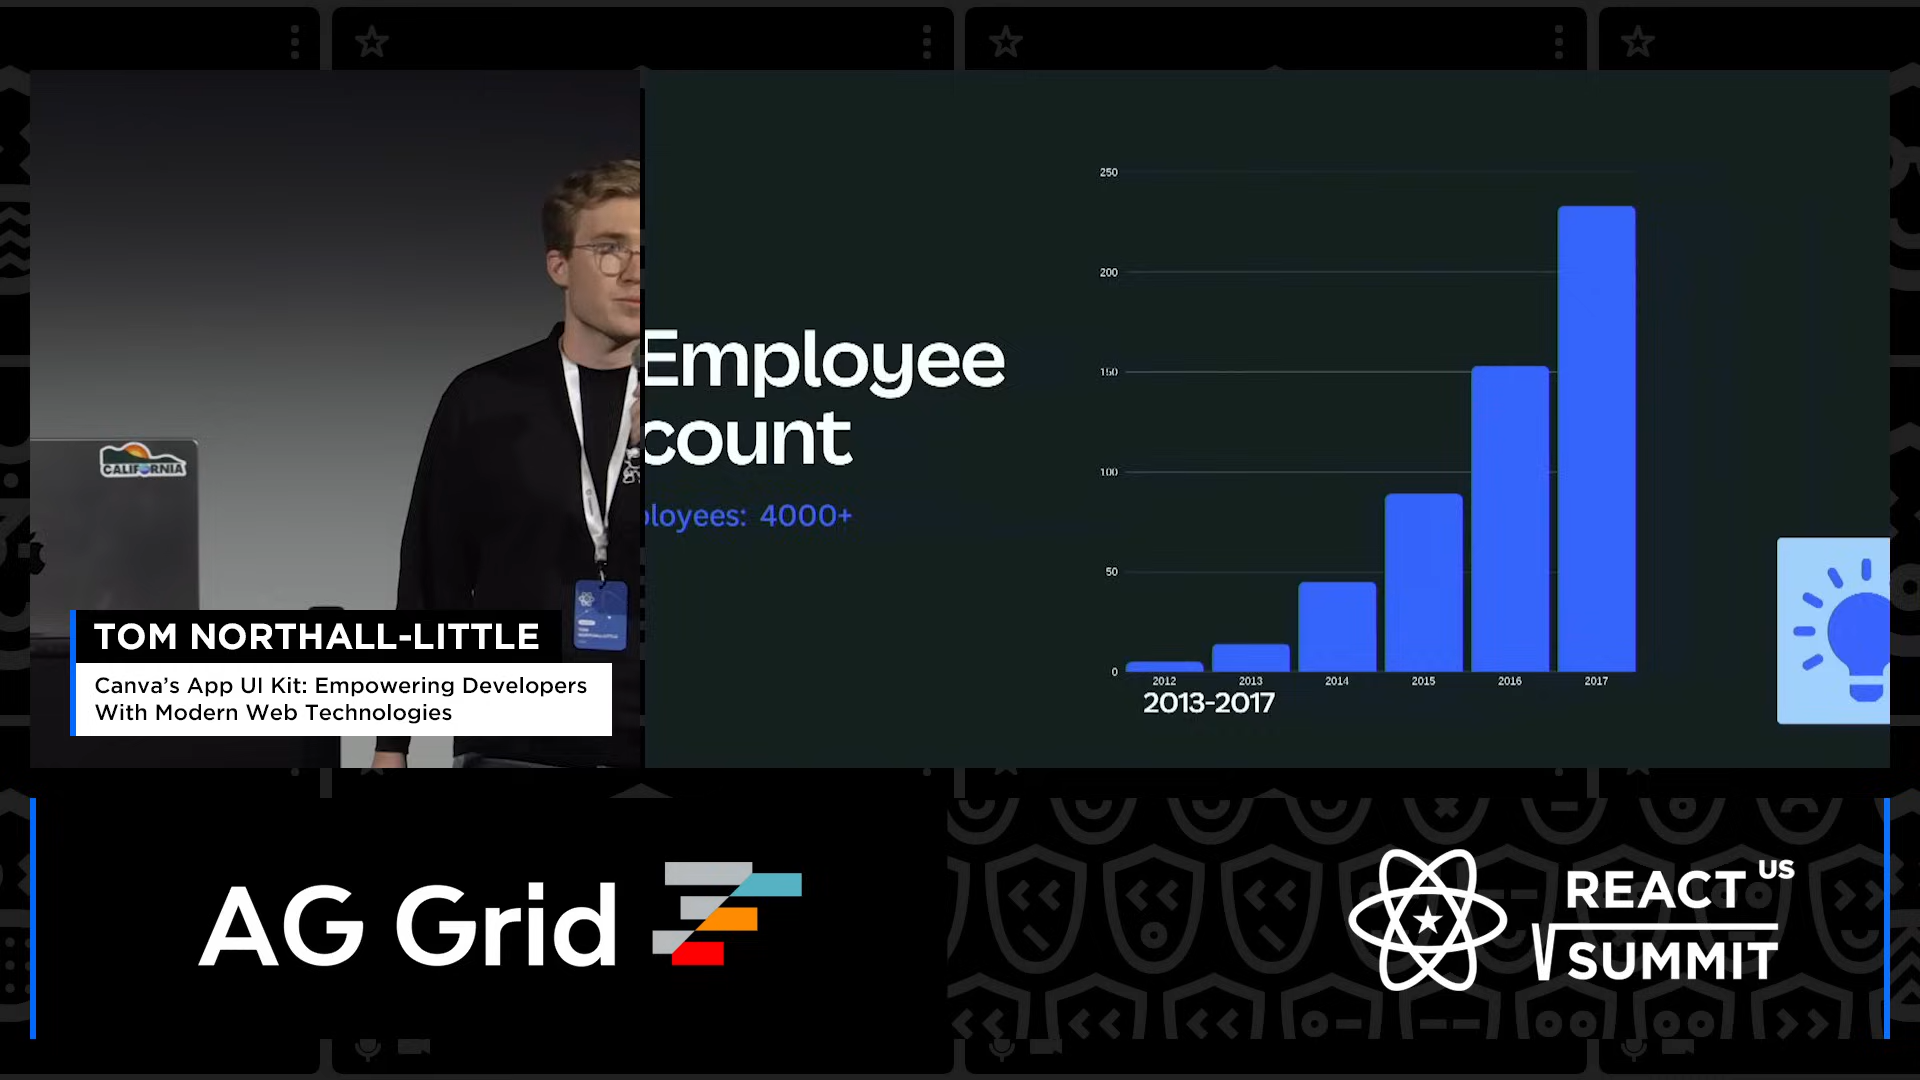 CALIFORNIA
TOM NORTHALL-LITTLE
Canva's App UI Kit: Empowering Developers
With Modern Web Technologies
Employee
count
ployees: 4000+
250
200
150
100
50
0
2012 2013 2014 2015 2016 2017
2013-2017
AG Grid
REACT US
SUMMIT